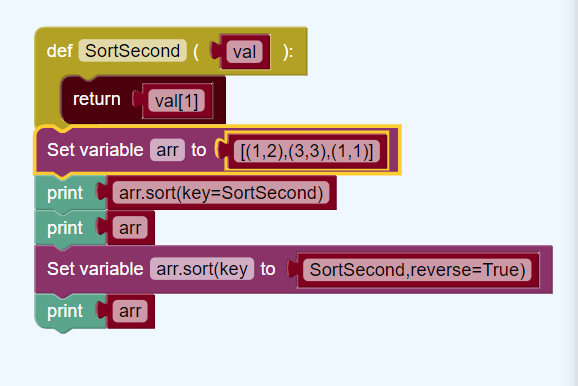 def SortSecond ( val ):
return val[1]
Set variable arr to [(1,2),(3,3),(1,1)]
print arr.sort(key=SortSecond)
print arr
Set variable arr.sort(key to SortSecond,reverse=True)
print arr